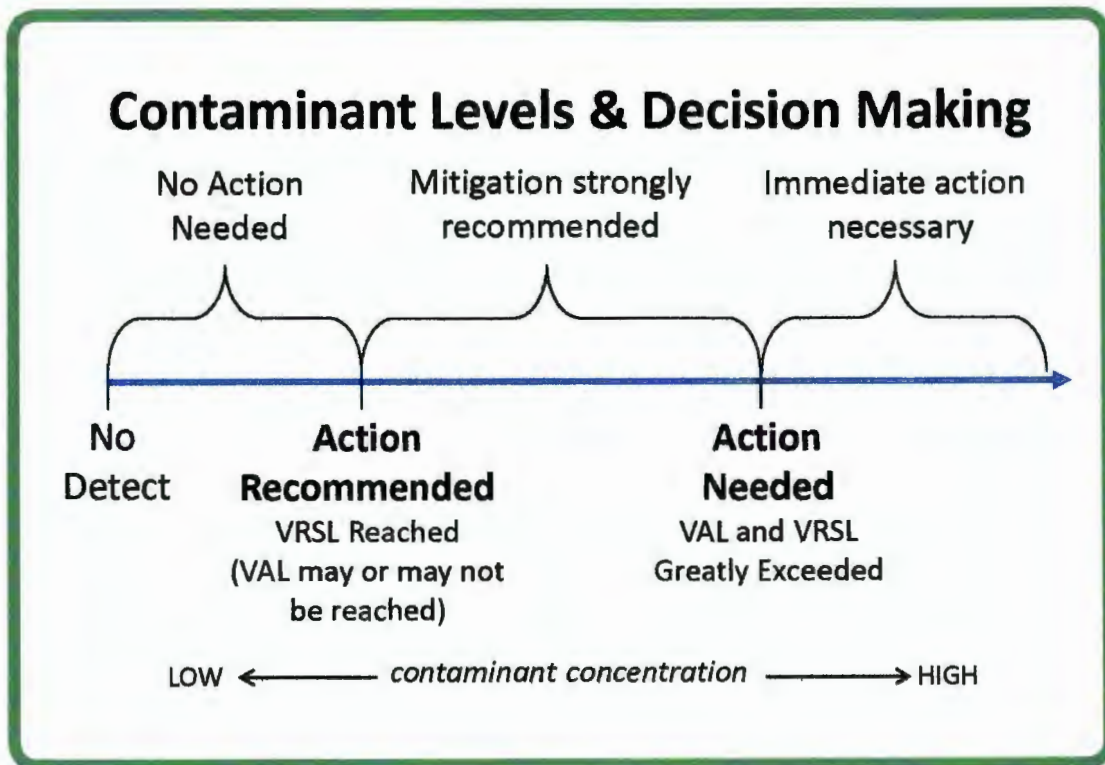 Contaminant Levels & Decision Making
No Action
Needed
Mitigation strongly
recommended
Immediate action
necessary
No
Detect
Action
Recommended
VRSL Reached
(VAL may or may not
be reached)
Action
Needed
VAL and VRSL
Greatly Exceeded
LOW contaminant concentration HIGH